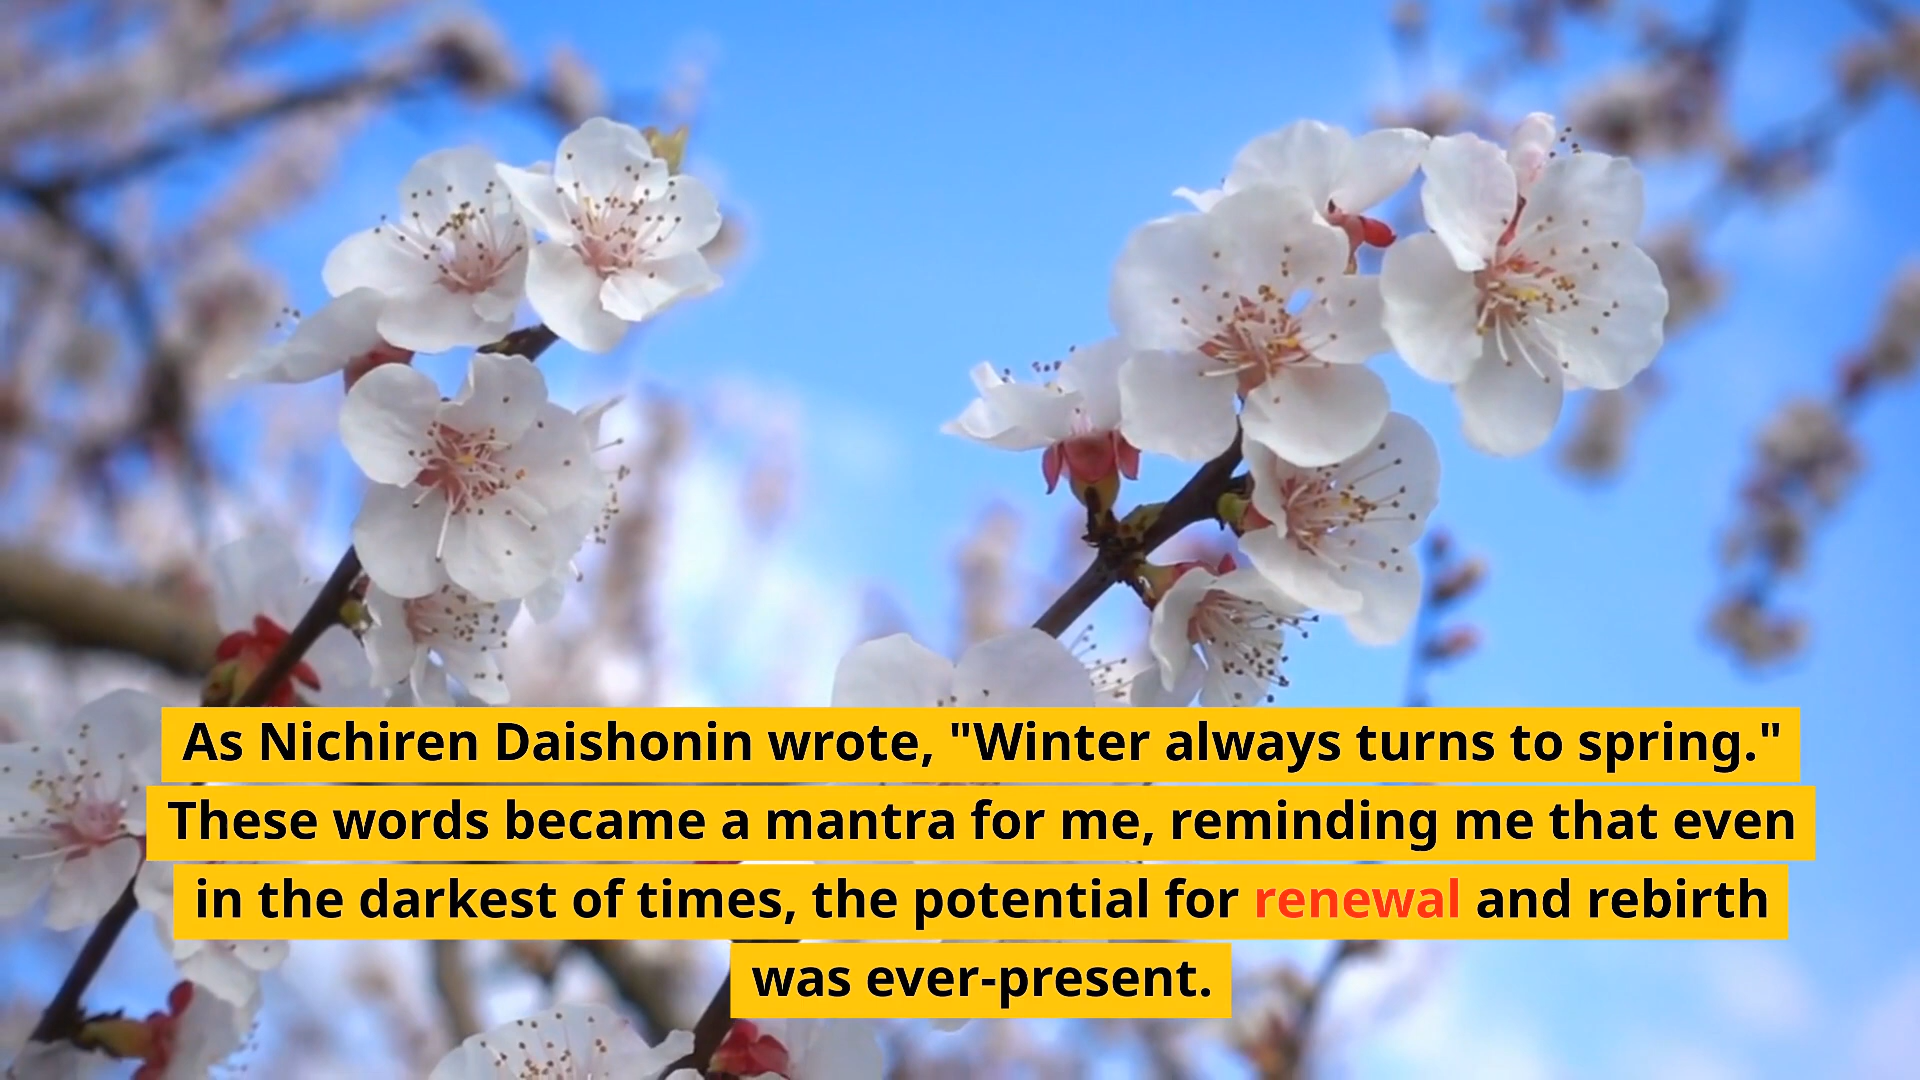 As Nichiren Daishonin wrote, "Winter always turns to spring."
These words became a mantra for me, reminding me that even
in the darkest of times, the potential for renewal and rebirth
was ever-present.